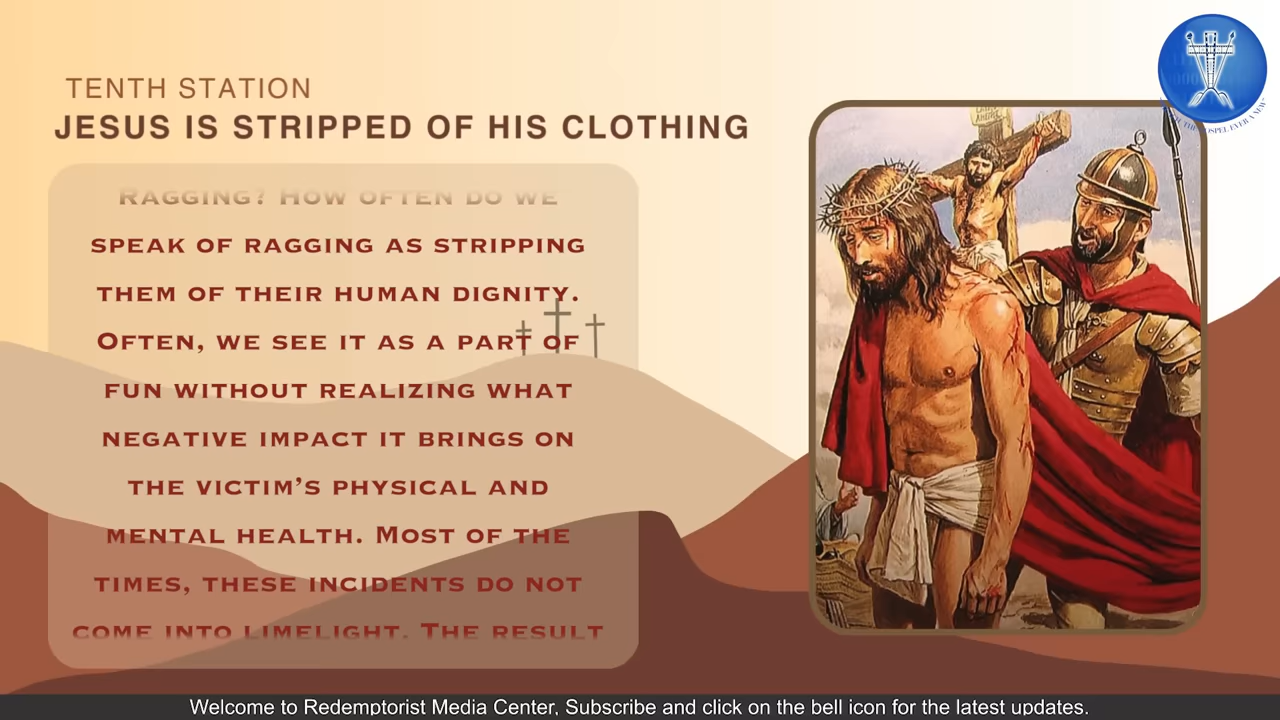 TENTH STATION
JESUS IS STRIPPED OF HIS CLOTHING
RAGGING? HOW OFTEN DO WE
SPEAK OF RAGGING AS STRIPPING
THEM OF THEIR HUMAN DIGNITY.
OFTEN, WE SEE IT AS A PART OF
FUN WITHOUT REALIZING WHAT
NEGATIVE IMPACT IT BRINGS ON
THE VICTIM’S PHYSICAL AND
MENTAL HEALTH. MOST OF THE
TIMES, THESE INCIDENTS DO NOT
COME INTO LIMELIGHT. THE RESULT
Welcome to Redemptorist Media Center, Subscribe and click on the bell icon for the latest updates.